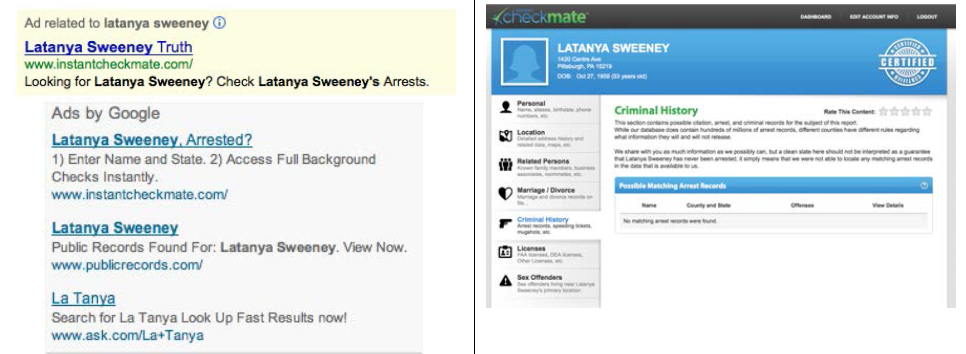 Ad related to latanya sweeney ⓘ
Latanya Sweeney Truth
www.instantcheckmate.com/
Looking for Latanya Sweeney? Check Latanya Sweeney's Arrests.
Ads by Google
Latanya Sweeney, Arrested?
1) Enter Name and State. 2) Access Full Background
Checks Instantly.
www.instantcheckmate.com/
Latanya Sweeney
Public Records Found For: Latanya Sweeney. View Now.
www.publicrecords.com/
La Tanya
Search for La Tanya Look Up Fast Results now!
www.ask.com/La+Tanya
checkmate
DASHBOARD EDIT ACCOUNT INFO LOGOUT
LATANYA SWEENEY
1420 Centre Ave
Pittsburgh, PA 15219
DOB: Oct 27, 1959 (53 years old)
CERTIFIED
Personal
Name, aliases, birthdate, phone
numbers, etc.
Location
Detailed address history and
related data, maps, etc.
Related Persons
Known family members, business
associates, roommates, etc.
Marriage / Divorce
Marriage and divorce records on
file...
Criminal History
Arrest records, speeding tickets,
mugshots, etc.
Licenses
FAA licenses, DEA licenses,
Other Licenses, etc.
Sex Offenders
See offenders living near Latanya
Sweeney's primary location.
Criminal History
Rate This Content:
This section contains possible citation, arrest, and criminal records for the subject of this report.
While our database does contain hundreds of millions of arrest records, different counties have different rules regarding
what information they will and will not release.
We share with you as much information as we possibly can, but a clean slate here should not be interpreted as a guarantee
that Latanya Sweeney has never been arrested; it simply means that we were not able to locate any matching arrest records
in the data that is available to us.
Possible Matching Arrest Records
Name County and State Offenses View Details
No matching arrest records were found.